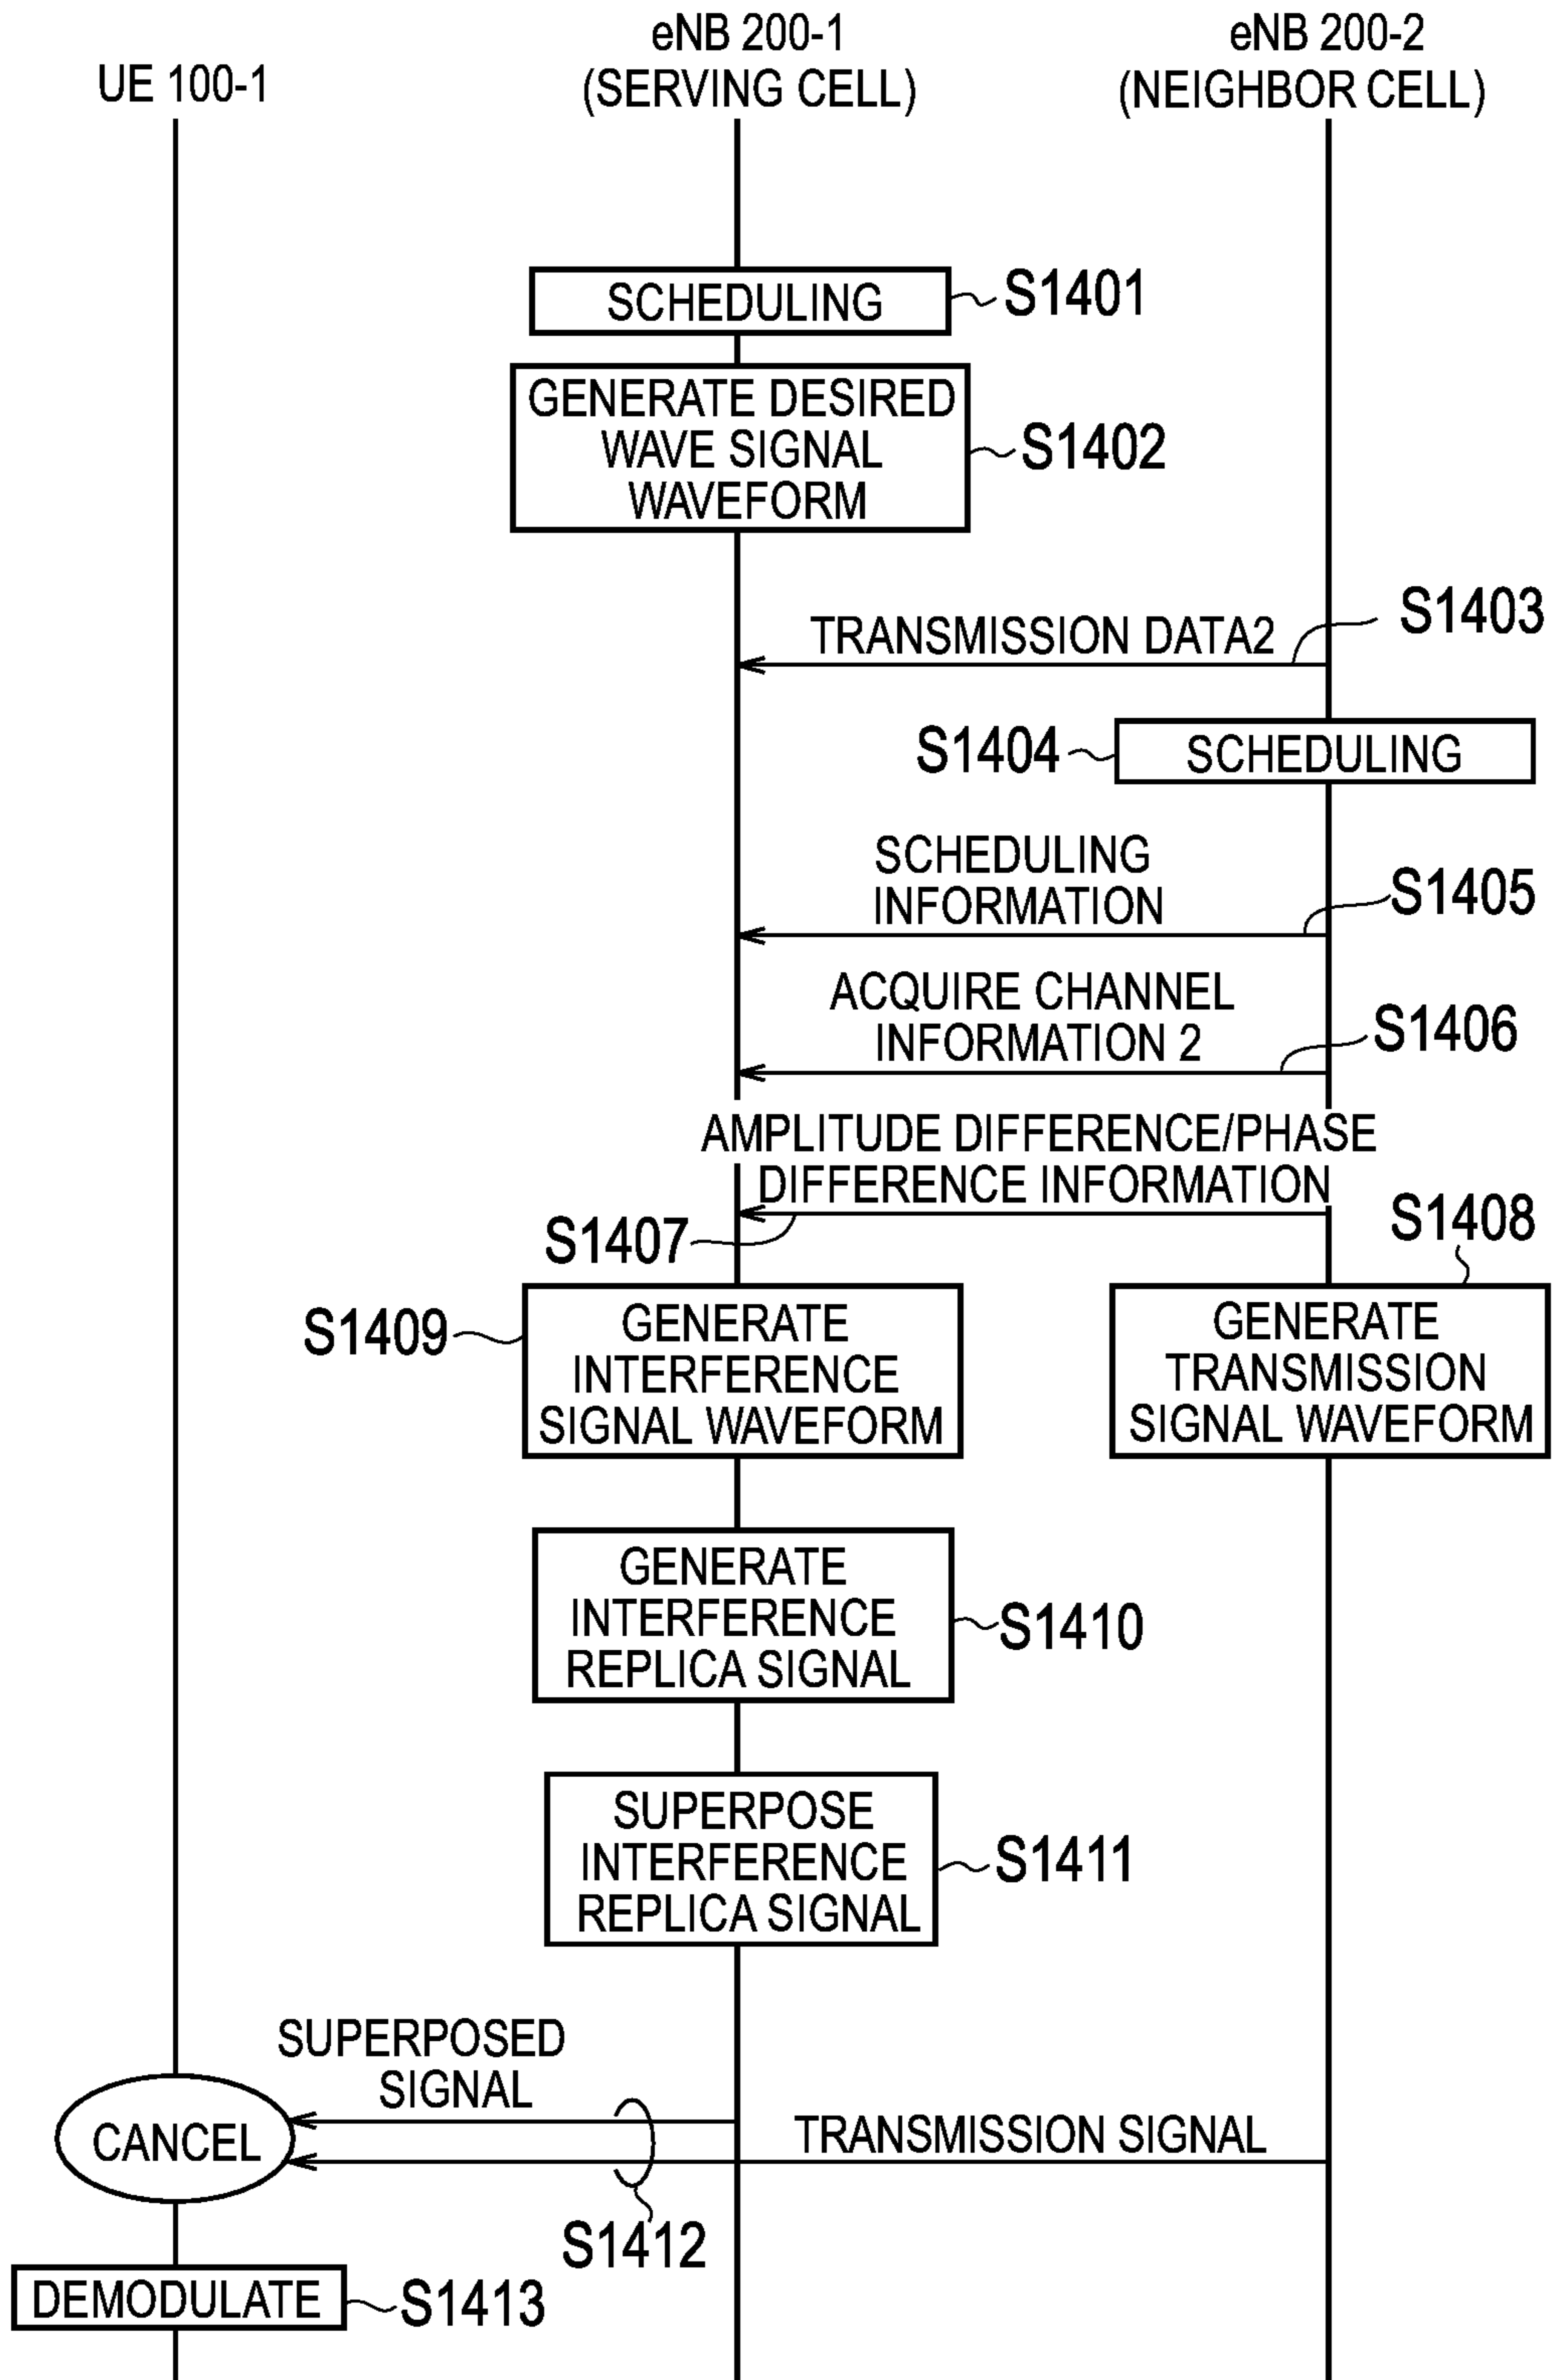 UE 100-1
eNB 200-1
(SERVING CELL)
eNB 200-2
(NEIGHBOR CELL)
SCHEDULING
S1401
GENERATE DESIRED
WAVE SIGNAL
WAVEFORM
S1402
TRANSMISSION DATA2
S1403
S1404
SCHEDULING
SCHEDULING
INFORMATION
S1405
ACQUIRE CHANNEL
INFORMATION 2
S1406
AMPLITUDE DIFFERENCE/PHASE
DIFFERENCE INFORMATION
S1407
S1408
S1409
GENERATE
INTERFERENCE
SIGNAL WAVEFORM
GENERATE
TRANSMISSION
SIGNAL WAVEFORM
GENERATE
INTERFERENCE
REPLICA SIGNAL
S1410
SUPERPOSE
INTERFERENCE
REPLICA SIGNAL
S1411
SUPERPOSED
SIGNAL
CANCEL
TRANSMISSION SIGNAL
S1412
DEMODULATE
S1413